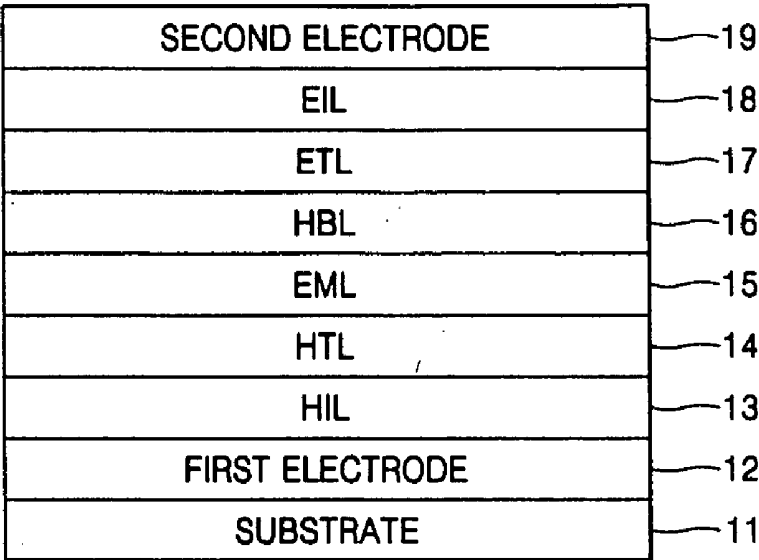 SECOND ELECTRODE 19
EIL 18
ETL 17
HBL 16
EML 15
HTL 14
HIL 13
FIRST ELECTRODE 12
SUBSTRATE 11